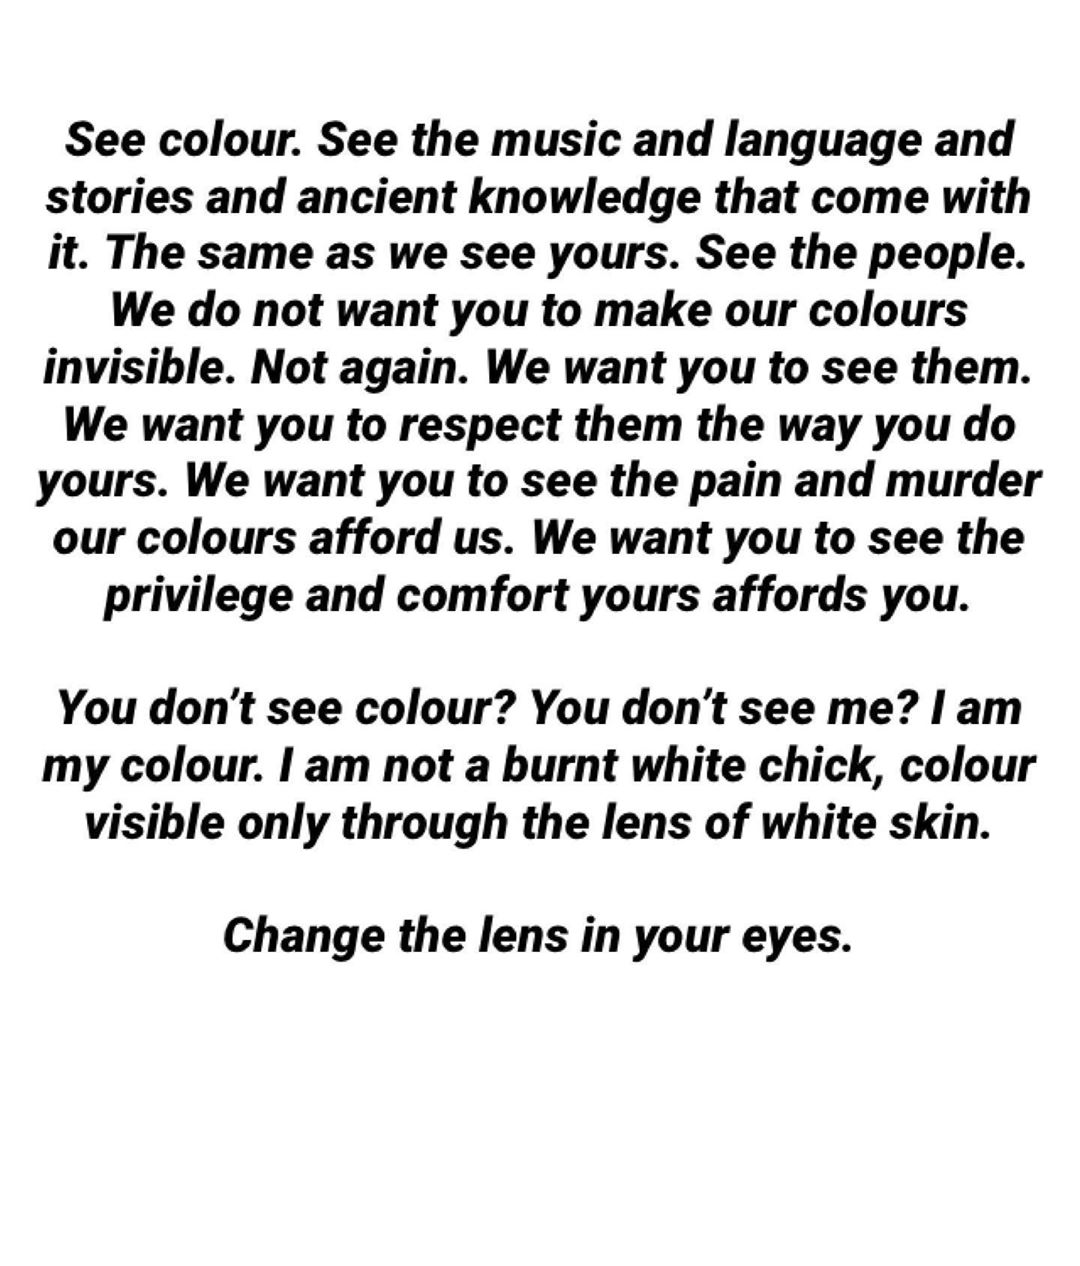 See colour. See the music and language and
stories and ancient knowledge that come with
it. The same as we see yours. See the people.
We do not want you to make our colours
invisible. Not again. We want you to see them.
We want you to respect them the way you do
yours. We want you to see the pain and murder
our colours afford us. We want you to see the
privilege and comfort yours affords you.
You don’t see colour? You don’t see me? I am
my colour. I am not a burnt white chick, colour
visible only through the lens of white skin.
Change the lens in your eyes.